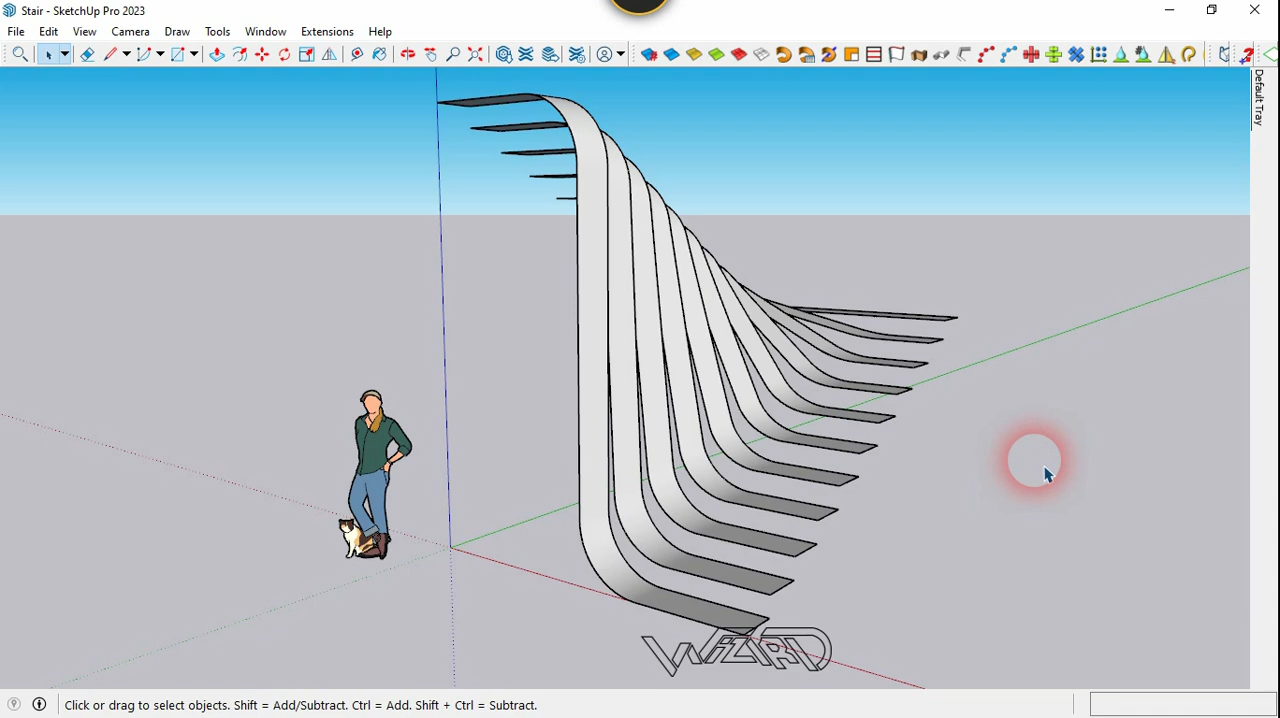 Stair - SketchUp Pro 2023
File Edit View Camera Draw Tools Window Extensions Help
Default Tray
WIZARD
Click or drag to select objects. Shift = Add/Subtract. Ctrl = Add. Shift + Ctrl = Subtract.